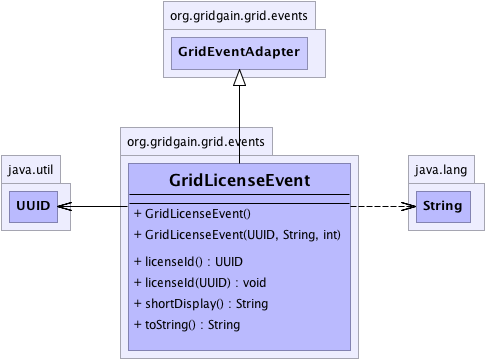 org.gridgain.grid.events
GridEventAdapter
org.gridgain.grid.events
java.util
UUID
GridLicenseEvent
+ GridLicenseEvent()
+ GridLicenseEvent(UUID, String, int)
+ licenseId() : UUID
+ licenseId(UUID) : void
+ shortDisplay() : String
+ toString() : String
java.lang
String